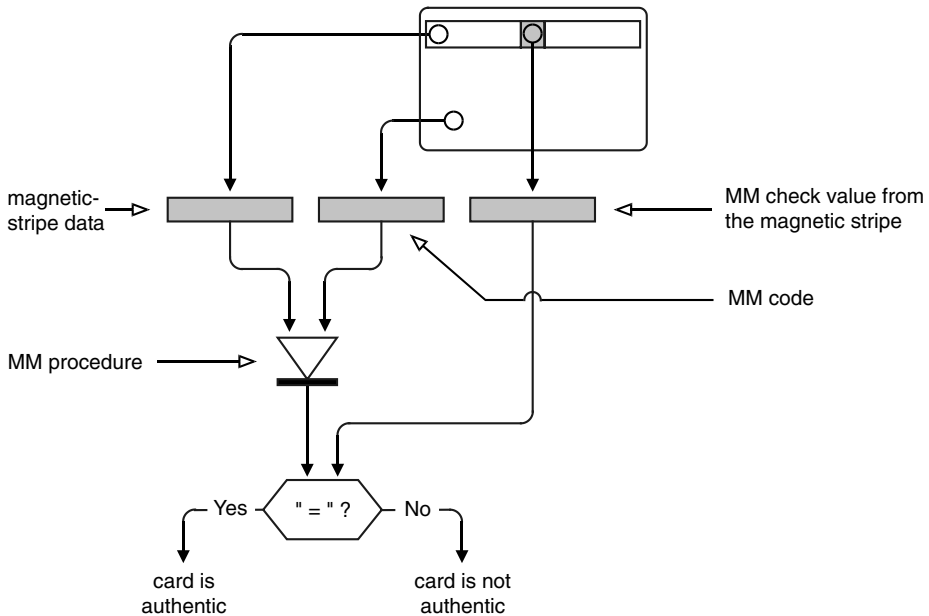 magnetic-
stripe data
MM check value from
the magnetic stripe
MM code
MM procedure
Yes
" = " ?
No
card is
authentic
card is not
authentic